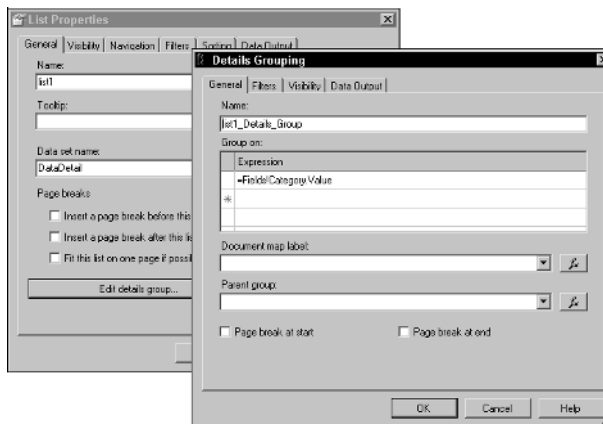 List Properties
General Visibility Navigation Filters Sorting Data Output
Name:
list1
Tooltip:
Data set name:
DataDetail
Page breaks
Insert a page break before this
Insert a page break after this lis
Fit this list on one page if possi
Edit details group...
Details Grouping
General Filters Visibility Data Output
Name:
list1_Details_Group
Group on:
Expression
=Fields!Category.Value
Document map label:
fx
Parent group:
fx
Page break at start Page break at end
OK Cancel Help